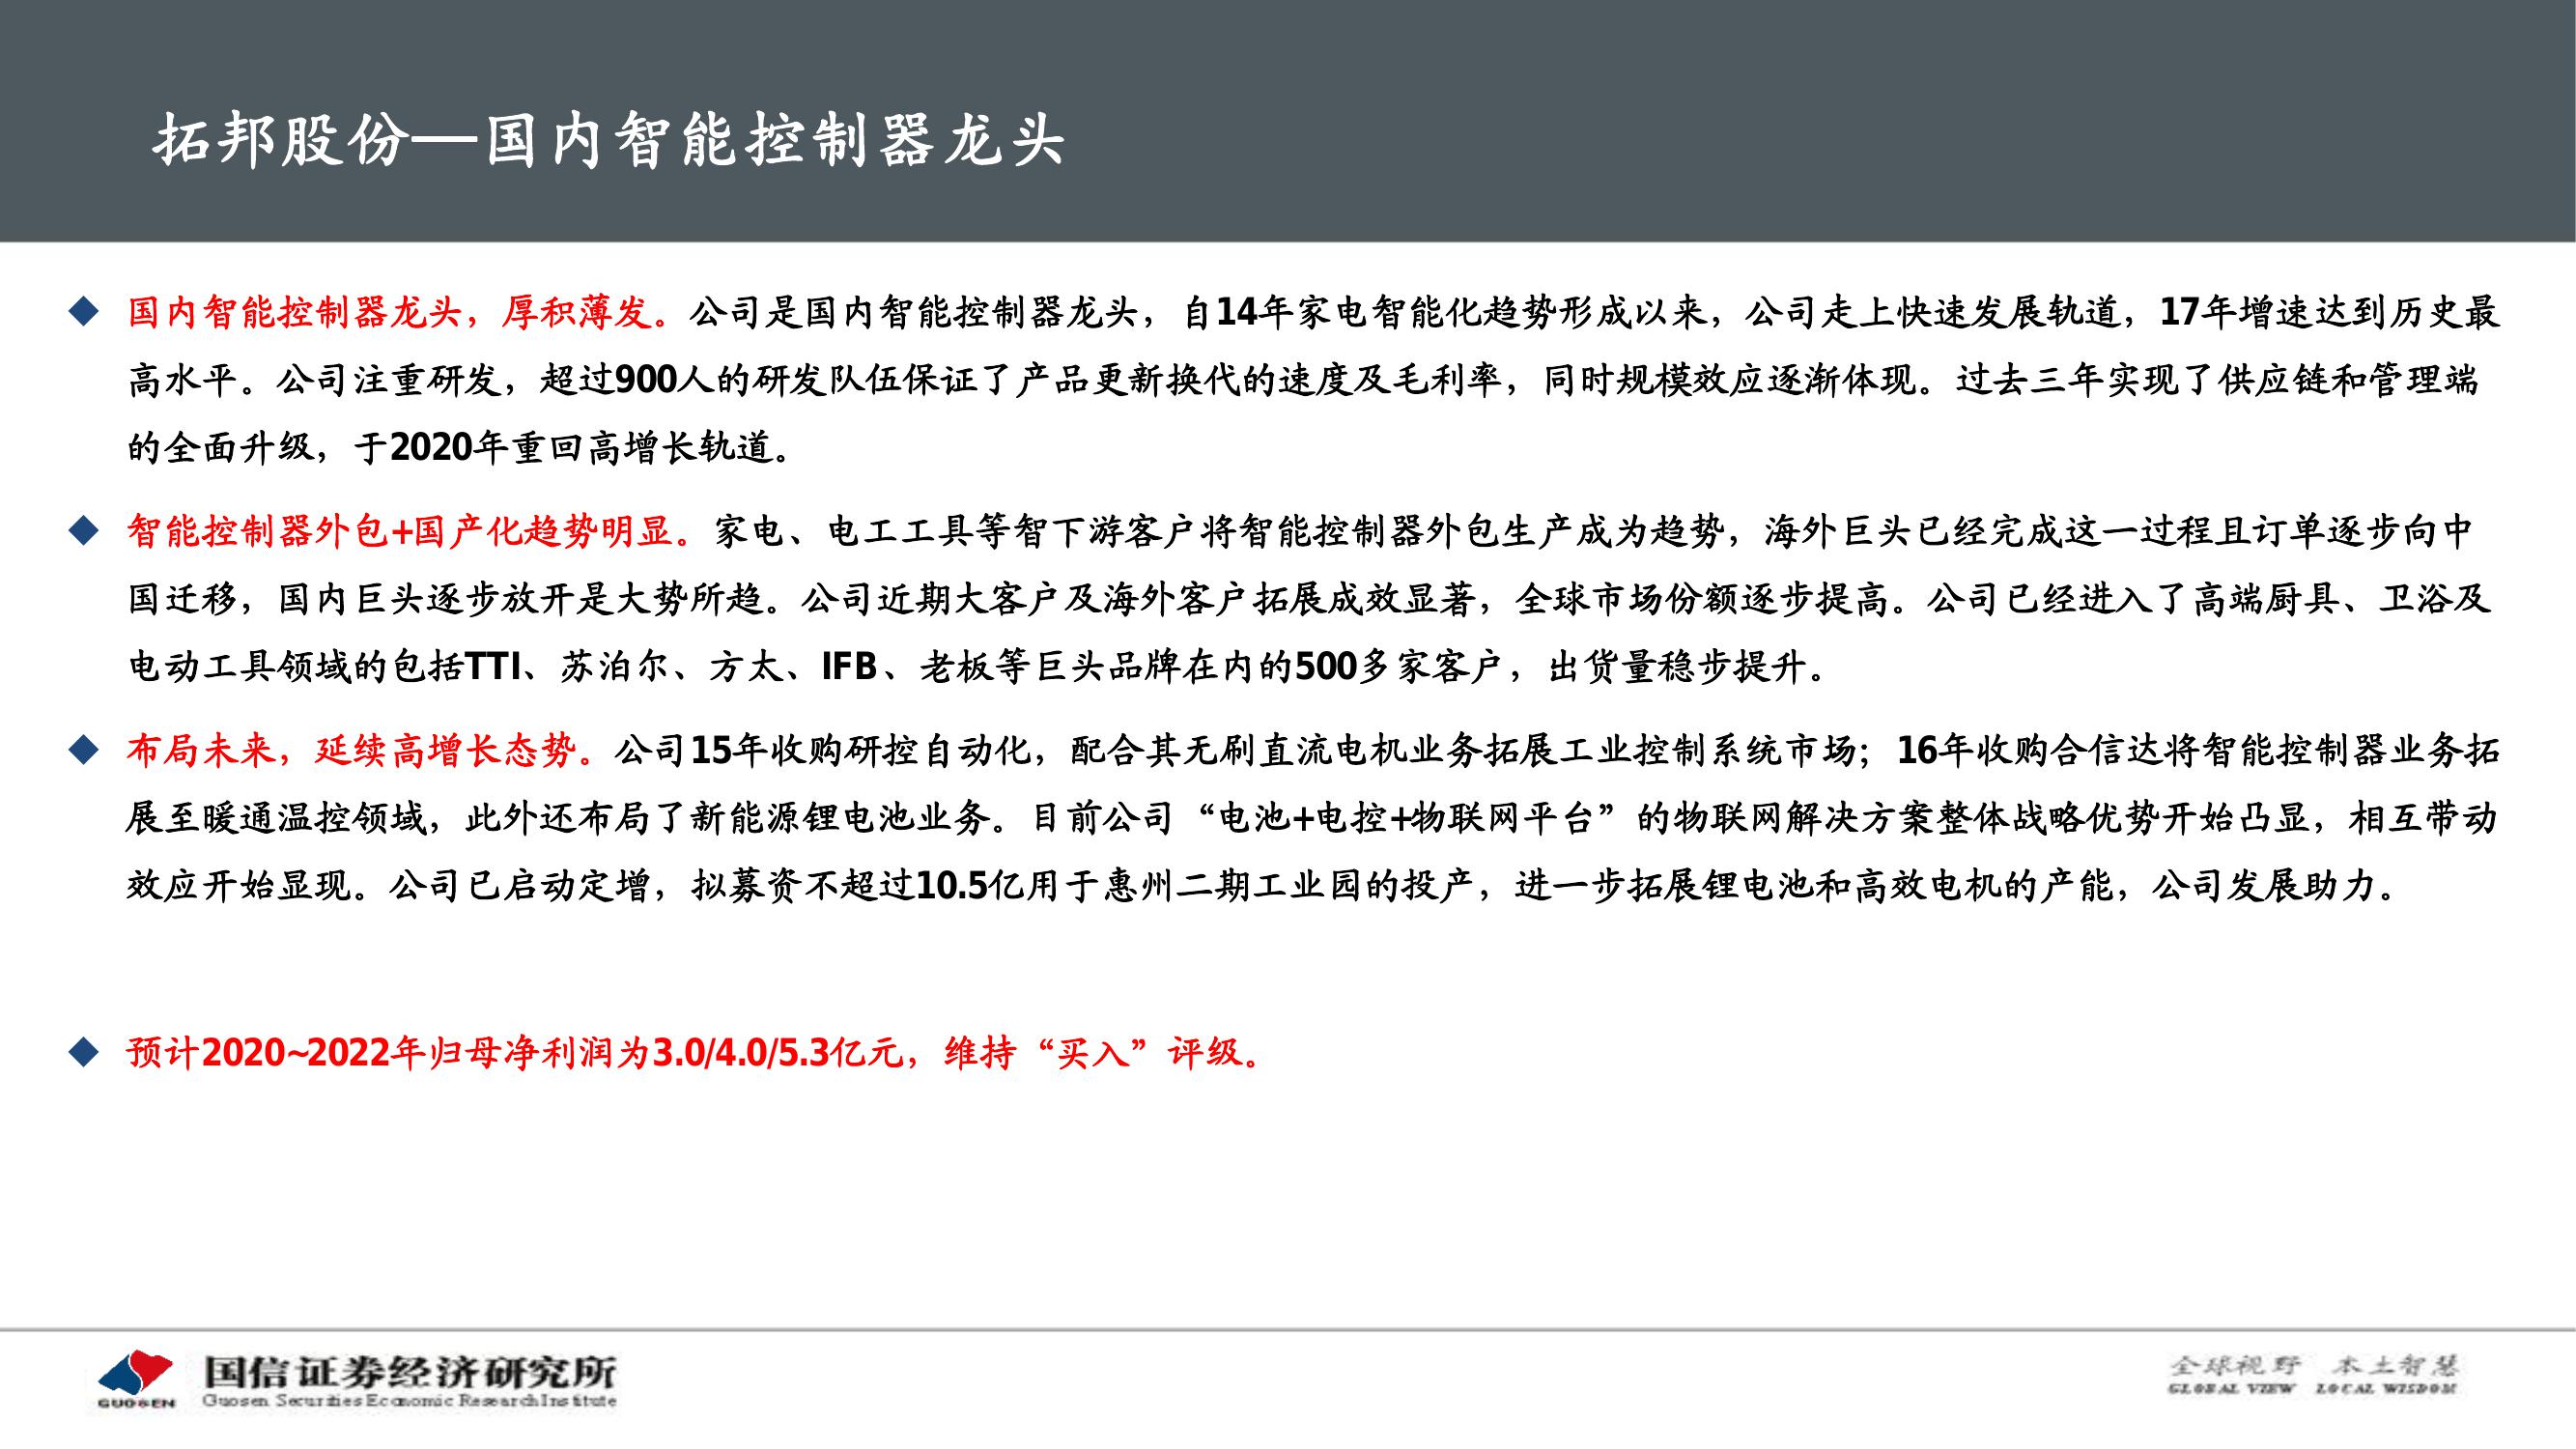 拓邦股份—国内智能控制器龙头
国内智能控制器龙头，厚积薄发。公司是国内智能控制器龙头，自14年家电智能化趋势形成以来，公司走上快速发展轨道，17年增速达到历史最
高水平。公司注重研发，超过900人的研发队伍保证了产品更新换代的速度及毛利率，同时规模效应逐渐体现。过去三年实现了供应链和管理端
的全面升级，于2020年重回高增长轨道。
智能控制器外包+国产化趋势明显。家电、电工工具等智下游客户将智能控制器外包生产成为趋势，海外巨头已经完成这一过程且订单逐步向中
国迁移，国内巨头逐步放开是大势所趋。公司近期大客户及海外客户拓展成效显著，全球市场份额逐步提高。公司已经进入了高端厨具、卫浴及
电动工具领域的包括TTI、苏泊尔、方太、IFB、老板等巨头品牌在内的500多家客户，出货量稳步提升。
布局未来，延续高增长态势。公司15年收购研控自动化，配合其无刷直流电机业务拓展工业控制系统市场；16年收购合信达将智能控制器业务拓
展至暖通温控领域，此外还布局了新能源锂电池业务。目前公司“电池+电控+物联网平台”的物联网解决方案整体战略优势开始凸显，相互带动
效应开始显现。公司已启动定增，拟募资不超过10.5亿用于惠州二期工业园的投产，进一步拓展锂电池和高效电机的产能，公司发展助力。
预计2020~2022年归母净利润为3.0/4.0/5.3亿元，维持“买入”评级。
GUOSEN
国信证券经济研究所
Guosen Securities Economic Research Institute
全球视野 本土智慧
GLOBAL VIEW LOCAL WISDOM